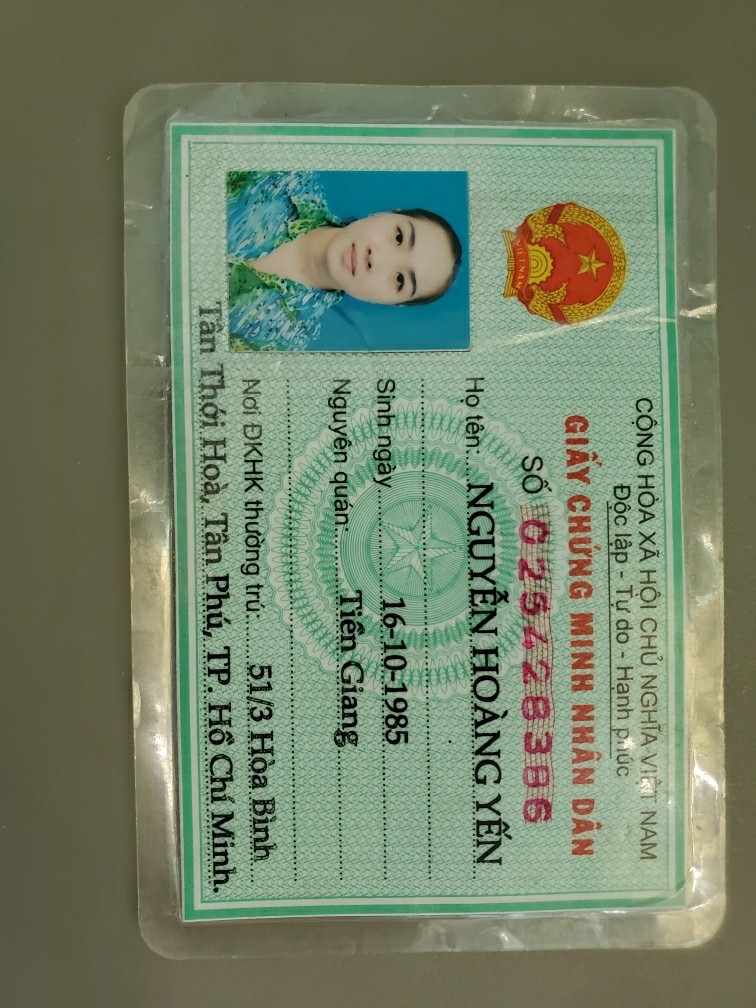 CỘNG HÒA XÃ HỘI CHỦ NGHĨA VIỆT NAM
Độc lập - Tự do - Hạnh phúc
GIẤY CHỨNG MINH NHÂN DÂN
SỐ 025428386
Họ tên: NGUYỄN HOÀNG YẾN
Sinh ngày 16-10-1985
Nguyên quán: Tiền Giang
Nơi ĐKHK thường trú: 51/3 Hòa Bình
Tân Thới Hoà, Tân Phú, TP. Hồ Chí Minh.
VIỆT NAM